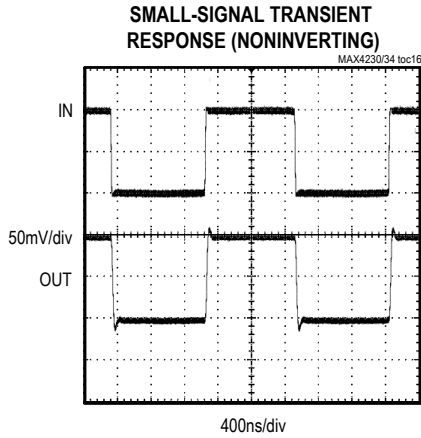 SMALL-SIGNAL TRANSIENT
RESPONSE (NONINVERTING)
MAX4230/34 toc16
IN
50mV/div
OUT
400ns/div